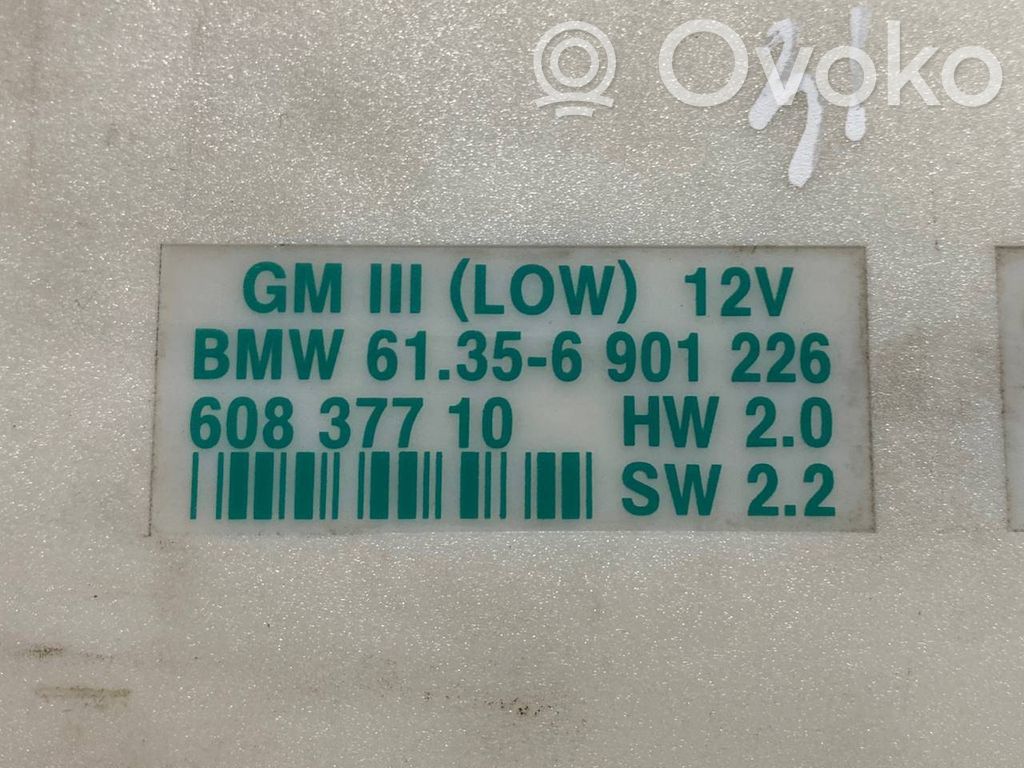 Ovoko
GM III (LOW) 12V
BMW 61.35-6 901 226
608 377 10 HW 2.0
SW 2.2